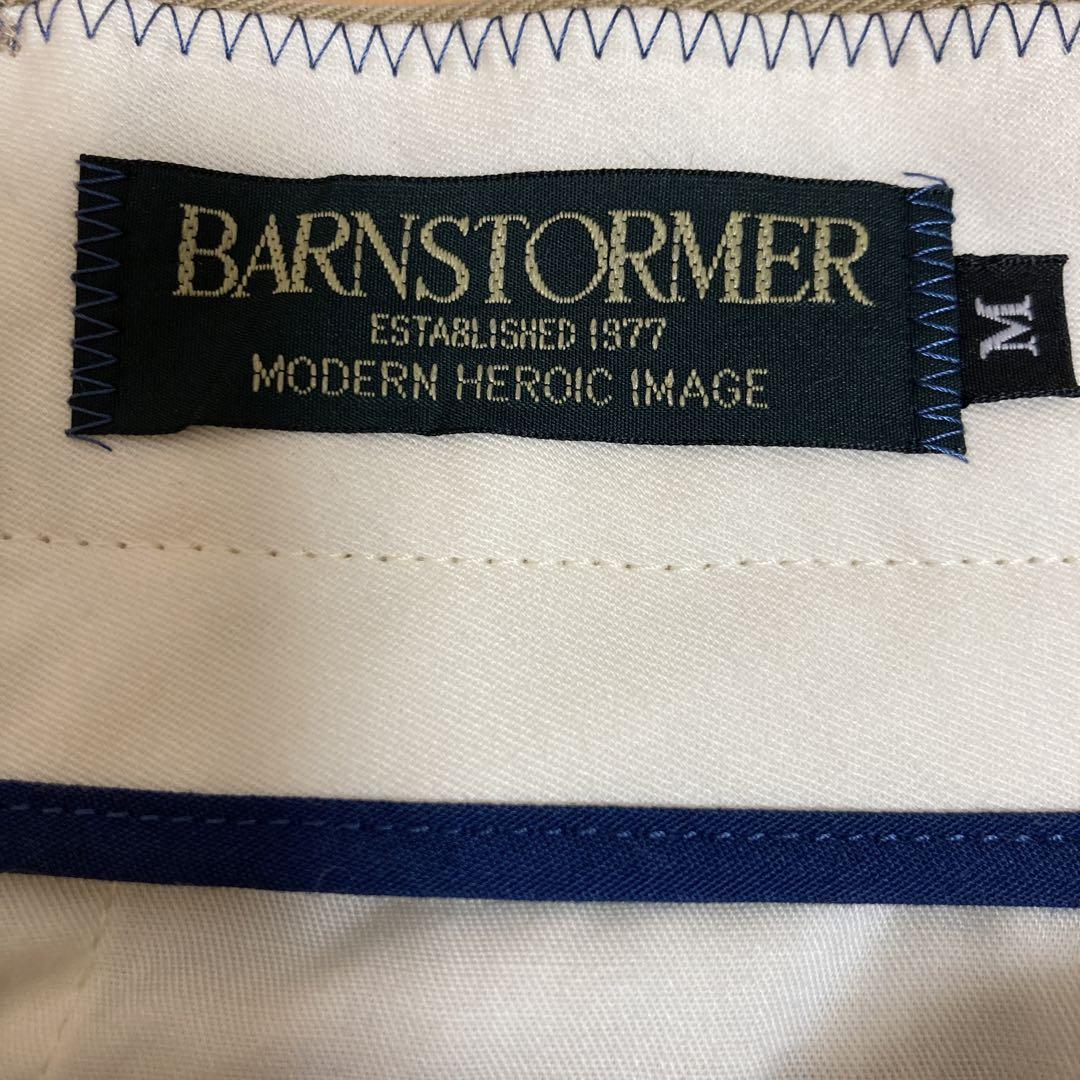 BARNSTORMER
ESTABLISHED 1977
MODERN HEROIC IMAGE
M